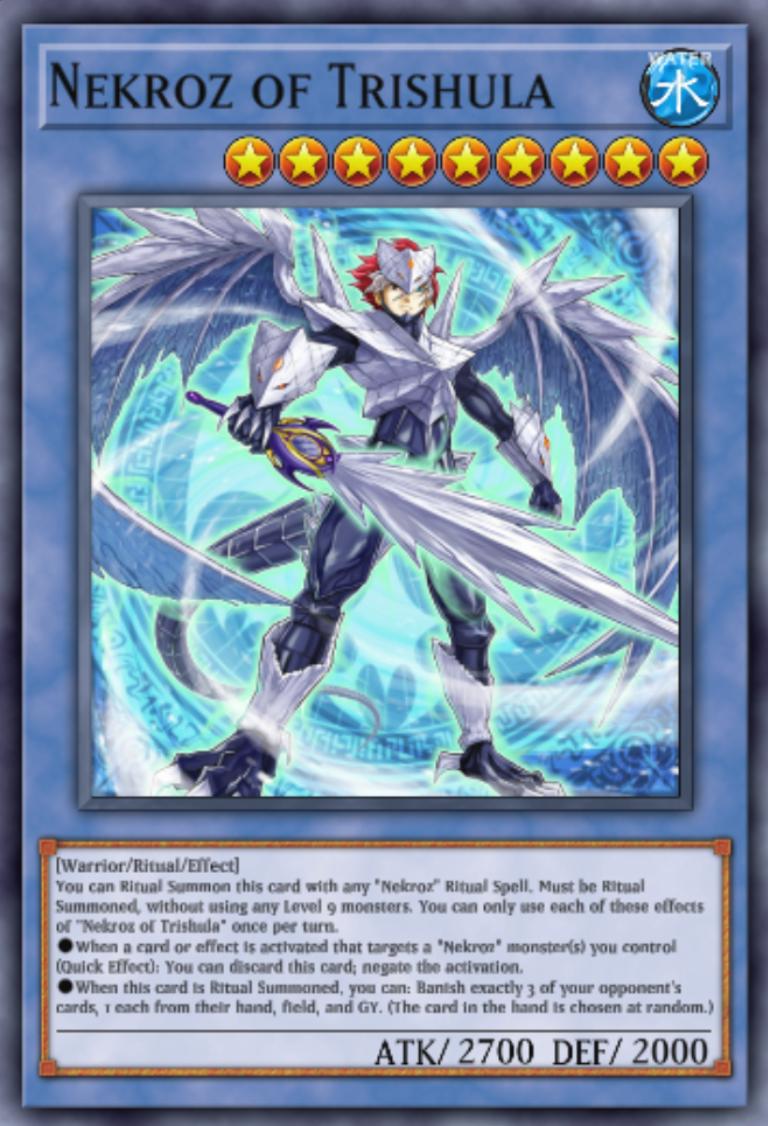 Nekroz of Trishula
WATER
水
[Warrior/Ritual/Effect]
You can Ritual Summon this card with any "Nekroz" Ritual Spell. Must be Ritual
Summoned, without using any Level 9 monsters. You can only use each of these effects
of "Nekroz of Trishula" once per turn.
●When a card or effect is activated that targets a "Nekroz" monster(s) you control
(Quick Effect): You can discard this card; negate the activation.
●When this card is Ritual Summoned, you can: Banish exactly 3 of your opponent's
cards, 1 each from their hand, field, and GY. (The card in the hand is chosen at random.)
ATK/ 2700 DEF/ 2000